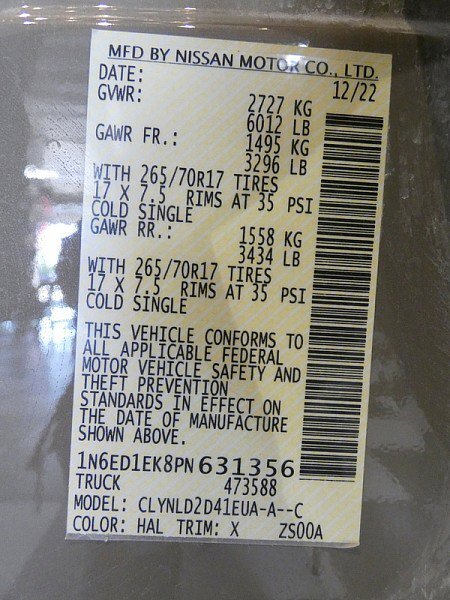 MFD BY NISSAN MOTOR CO., LTD.
DATE: 12/22
GVWR: 2727 KG
6012 LB
GAWR FR.: 1495 KG
3296 LB
WITH 265/70R17 TIRES
17 X 7.5 RIMS AT 35 PSI
COLD SINGLE
GAWR RR.: 1558 KG
3434 LB
WITH 265/70R17 TIRES
17 X 7.5 RIMS AT 35 PSI
COLD SINGLE
THIS VEHICLE CONFORMS TO
ALL APPLICABLE FEDERAL
MOTOR VEHICLE SAFETY AND
THEFT PREVENTION
STANDARDS IN EFFECT ON
THE DATE OF MANUFACTURE
SHOWN ABOVE.
1N6ED1EK8PN631356
TRUCK 473588
MODEL: CLYNLD2D41EUA-A--C
COLOR: HAL TRIM: X ZS00A